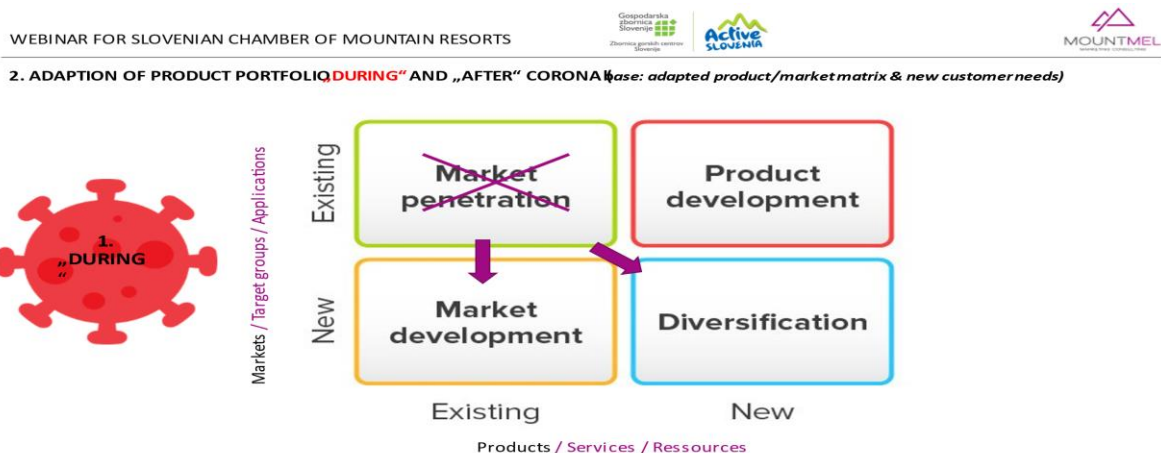 WEBINAR FOR SLOVENIAN CHAMBER OF MOUNTAIN RESORTS
Gospodarska
zbornica
Slovenije
Zbornica gorskih centrov
Slovenije
Active
SLOVENIA
MOUNTMEL
2. ADAPTION OF PRODUCT PORTFOLIO „DURING“ AND „AFTER“ CORONA (base: adapted product/market matrix & new customer needs)
1.
„DURING
“
Markets / Target groups / Applications
Existing
New
Market
penetration
Product
development
Market
development
Diversification
Existing
New
Products / Services / Ressources